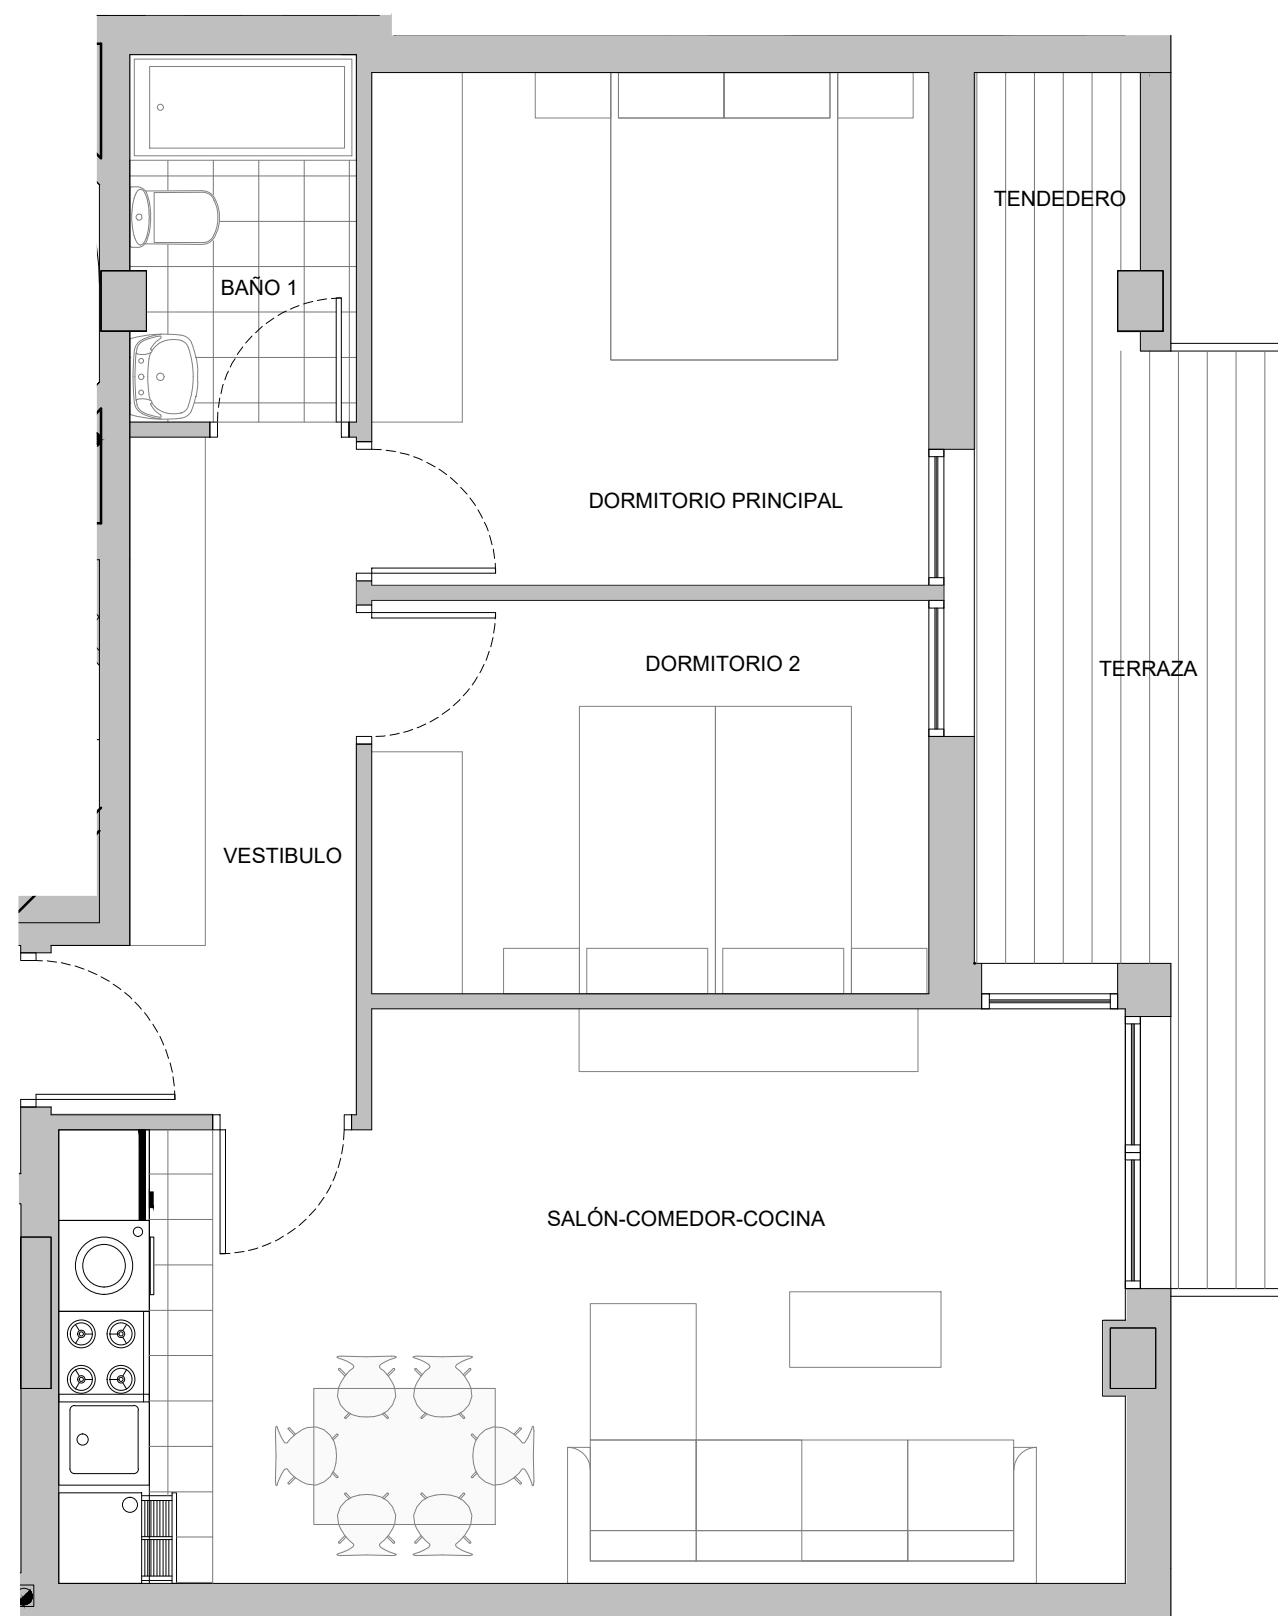 TENDEDERO
BAÑO 1
DORMITORIO PRINCIPAL
DORMITORIO 2
TERRAZA
VESTIBULO
SALÓN-COMEDOR-COCINA